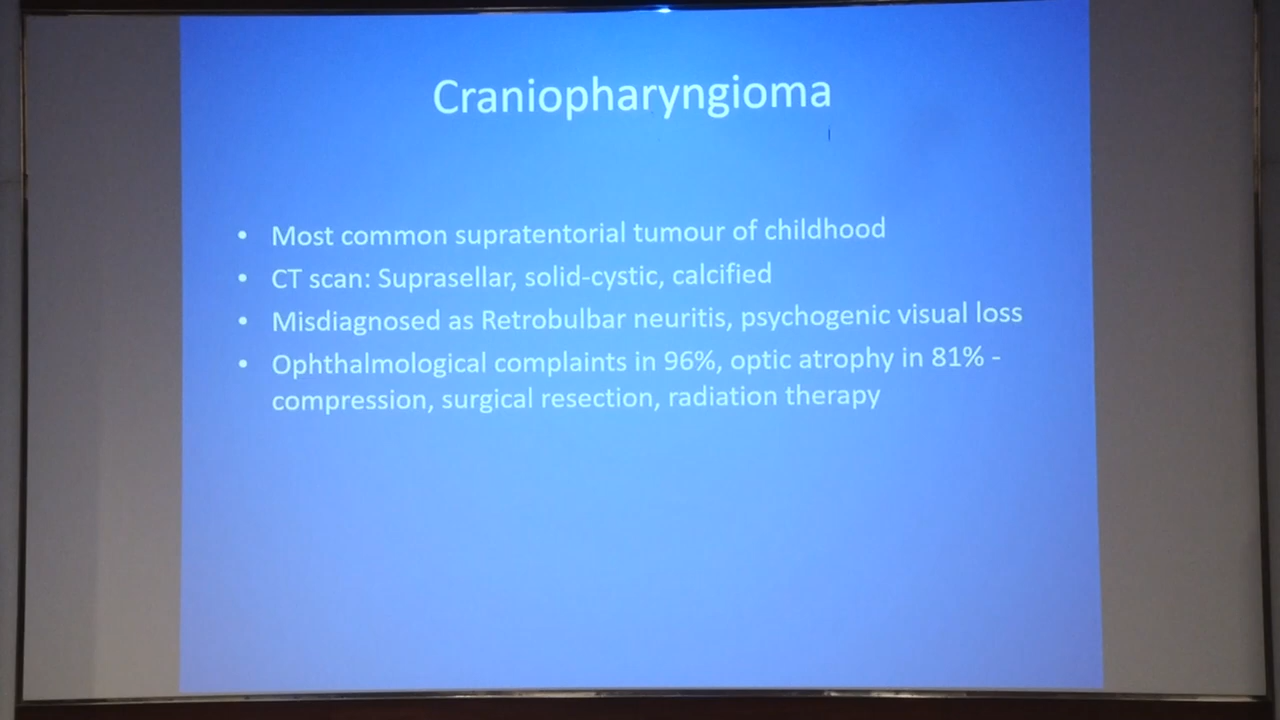 Craniopharyngioma
• Most common supratentorial tumour of childhood
• CT scan: Suprasellar, solid-cystic, calcified
• Misdiagnosed as Retrobulbar neuritis, psychogenic visual loss
• Ophthalmological complaints in 96%, optic atrophy in 81% -
compression, surgical resection, radiation therapy